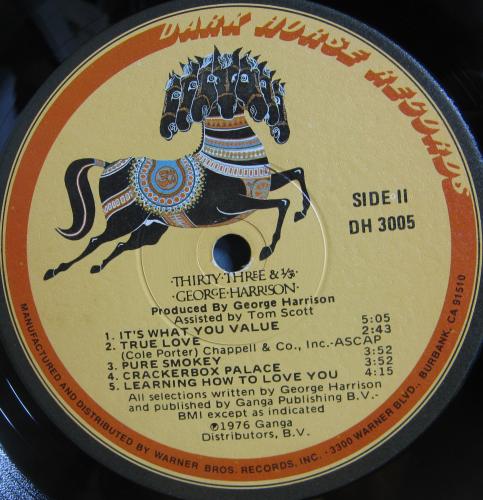 DARK HORSE RECORDS
SIDE II
DH 3005
THIRTY·THREE & 1/3
·GEORGE·HARRISON·
Produced By George Harrison
Assisted by Tom Scott
1. IT'S WHAT YOU VALUE 5:05
2. TRUE LOVE 2:43
(Cole Porter) Chappell & Co., Inc.-ASCAP
3. PURE SMOKEY 3:52
4. CRACKERBOX PALACE 3:52
5. LEARNING HOW TO LOVE YOU 4:15
All selections written by George Harrison
and published by Ganga Publishing B.V.-
BMI except as indicated
℗1976 Ganga
Distributors, B.V.
MANUFACTURED AND DISTRIBUTED BY WARNER BROS. RECORDS, INC. · 3300 WARNER BLVD., BURBANK, CA 91510